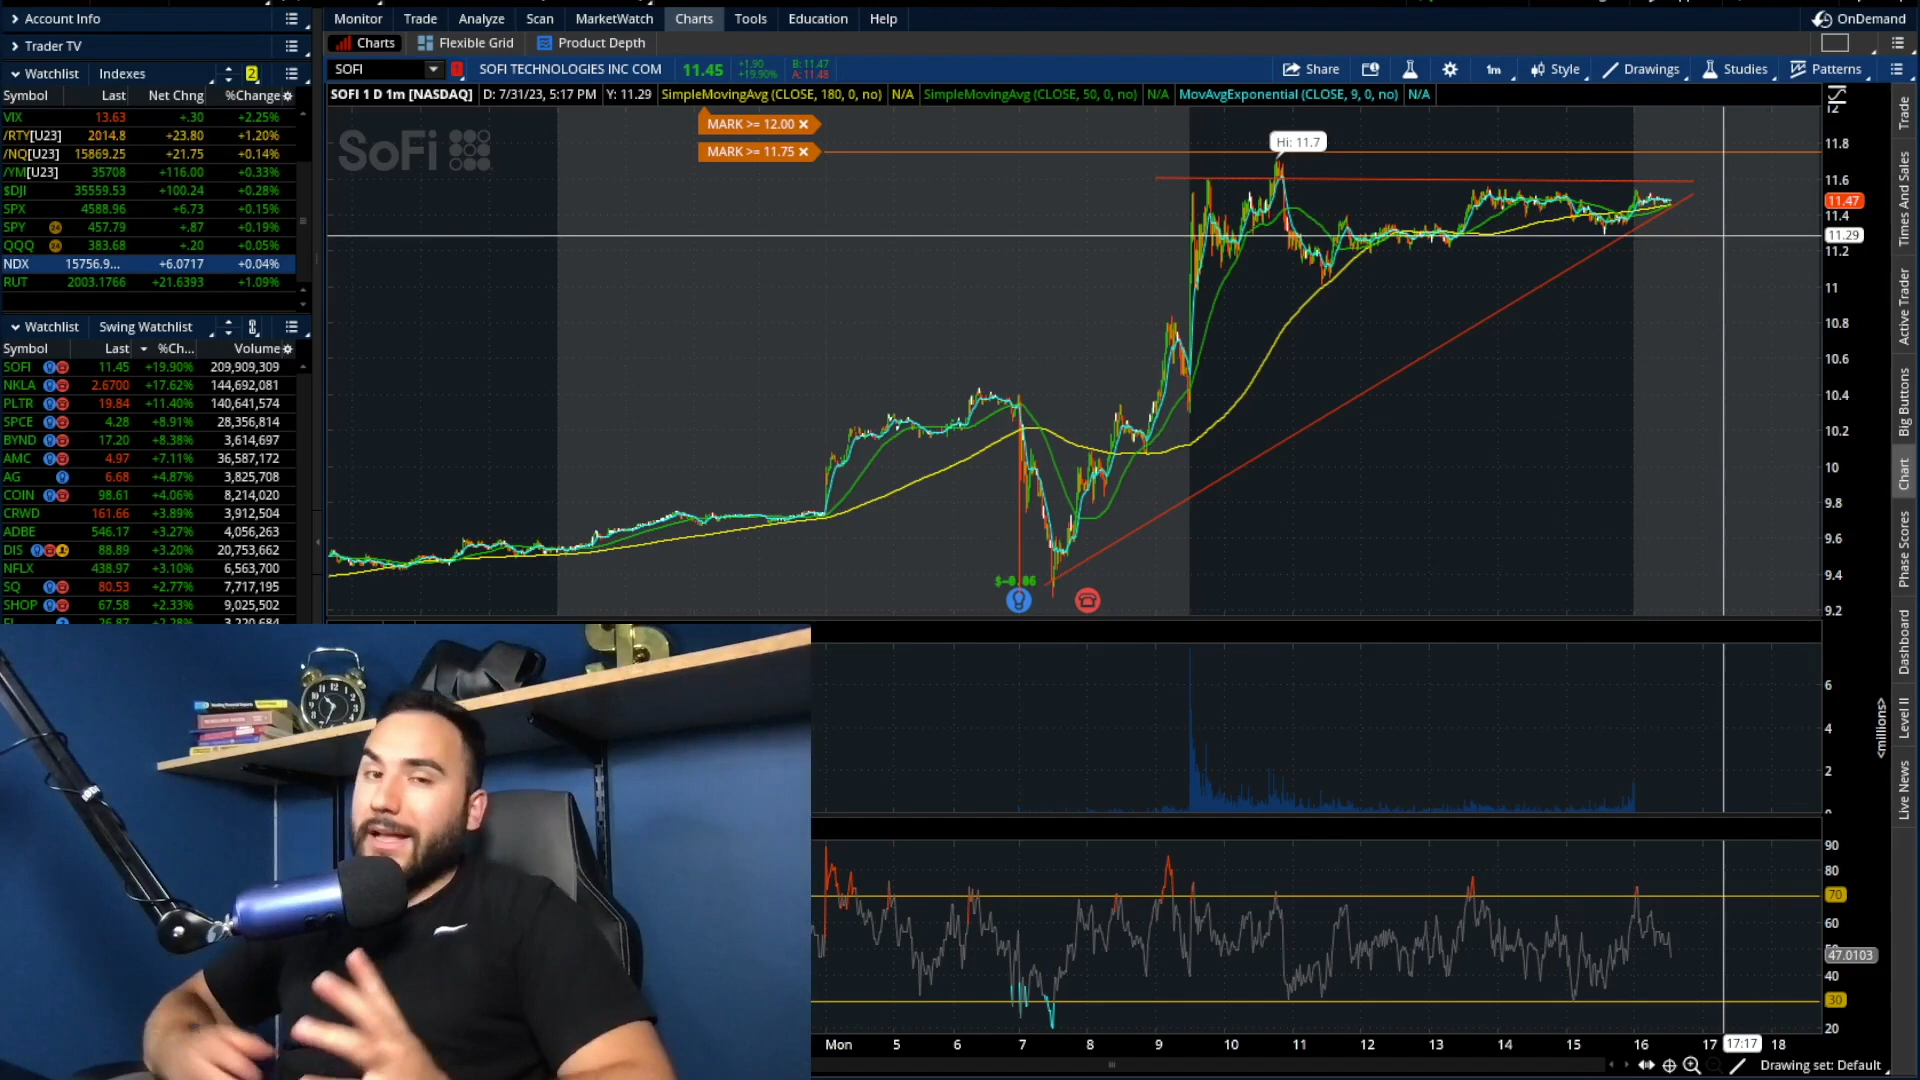 Account Info
Trader TV
Watchlist Indexes 2
Symbol Last Net Chng %Change
VIX 13.63 +.30 +2.25%
/RTY[U23] 2014.8 +23.80 +1.20%
/NQ[U23] 15869.25 +21.75 +0.14%
/YM[U23] 35708 +116.00 +0.33%
$DJI 35559.53 +100.24 +0.28%
SPX 4588.96 +6.73 +0.15%
SPY 24 457.79 +.87 +0.19%
QQQ 24 383.68 +.20 +0.05%
NDX 15756.9... +6.0717 +0.04%
RUT 2003.1766 +21.6393 +1.09%
Watchlist Swing Watchlist
Symbol Last %Ch... Volume
SOFI 11.45 +19.90% 209,909,309
NKLA 2.6700 +17.62% 144,692,081
PLTR 19.84 +11.40% 140,641,574
SPCE 4.28 +8.91% 28,356,814
BYND 17.20 +8.38% 3,614,697
AMC 4.97 +7.11% 36,587,172
AG 6.68 +4.87% 3,825,708
COIN 98.61 +4.06% 8,214,020
CRWD 161.66 +3.89% 3,912,504
ADBE 546.17 +3.27% 4,056,263
DIS 88.89 +3.20% 20,753,662
NFLX 438.97 +3.10% 6,563,700
SQ 80.53 +2.77% 7,717,195
SHOP 67.58 +2.33% 9,025,502
Monitor Trade Analyze Scan MarketWatch Charts Tools Education Help
OnDemand
Charts Flexible Grid Product Depth
SOFI SOFI TECHNOLOGIES INC COM 11.45 +1.90 +19.90% B: 11.47 A: 11.48
Share 1m Style Drawings Studies Patterns
SOFI 1 D 1m [NASDAQ] D: 7/31/23, 5:17 PM Y: 11.29 SimpleMovingAvg (CLOSE, 180, 0, no) N/A SimpleMovingAvg (CLOSE, 50, 0, no) N/A MovAvgExponential (CLOSE, 9, 0, no) N/A
SoFi
MARK >= 12.00 ×
MARK >= 11.75 ×
Hi: 11.7
$-0.06
11.8
11.6
11.47
11.4
11.29
11.2
11
10.8
10.6
10.4
10.2
10
9.8
9.6
9.4
9.2
6
4
2
<millions>
90
80
70
60
47.0103
40
30
20
Mon 5 6 7 8 9 10 11 12 13 14 15 16 17 17:17 18
Drawing set: Default
Trade
Times And Sales
Active Trader
Big Buttons
Chart
Phase Scores
Dashboard
Level II
Live News